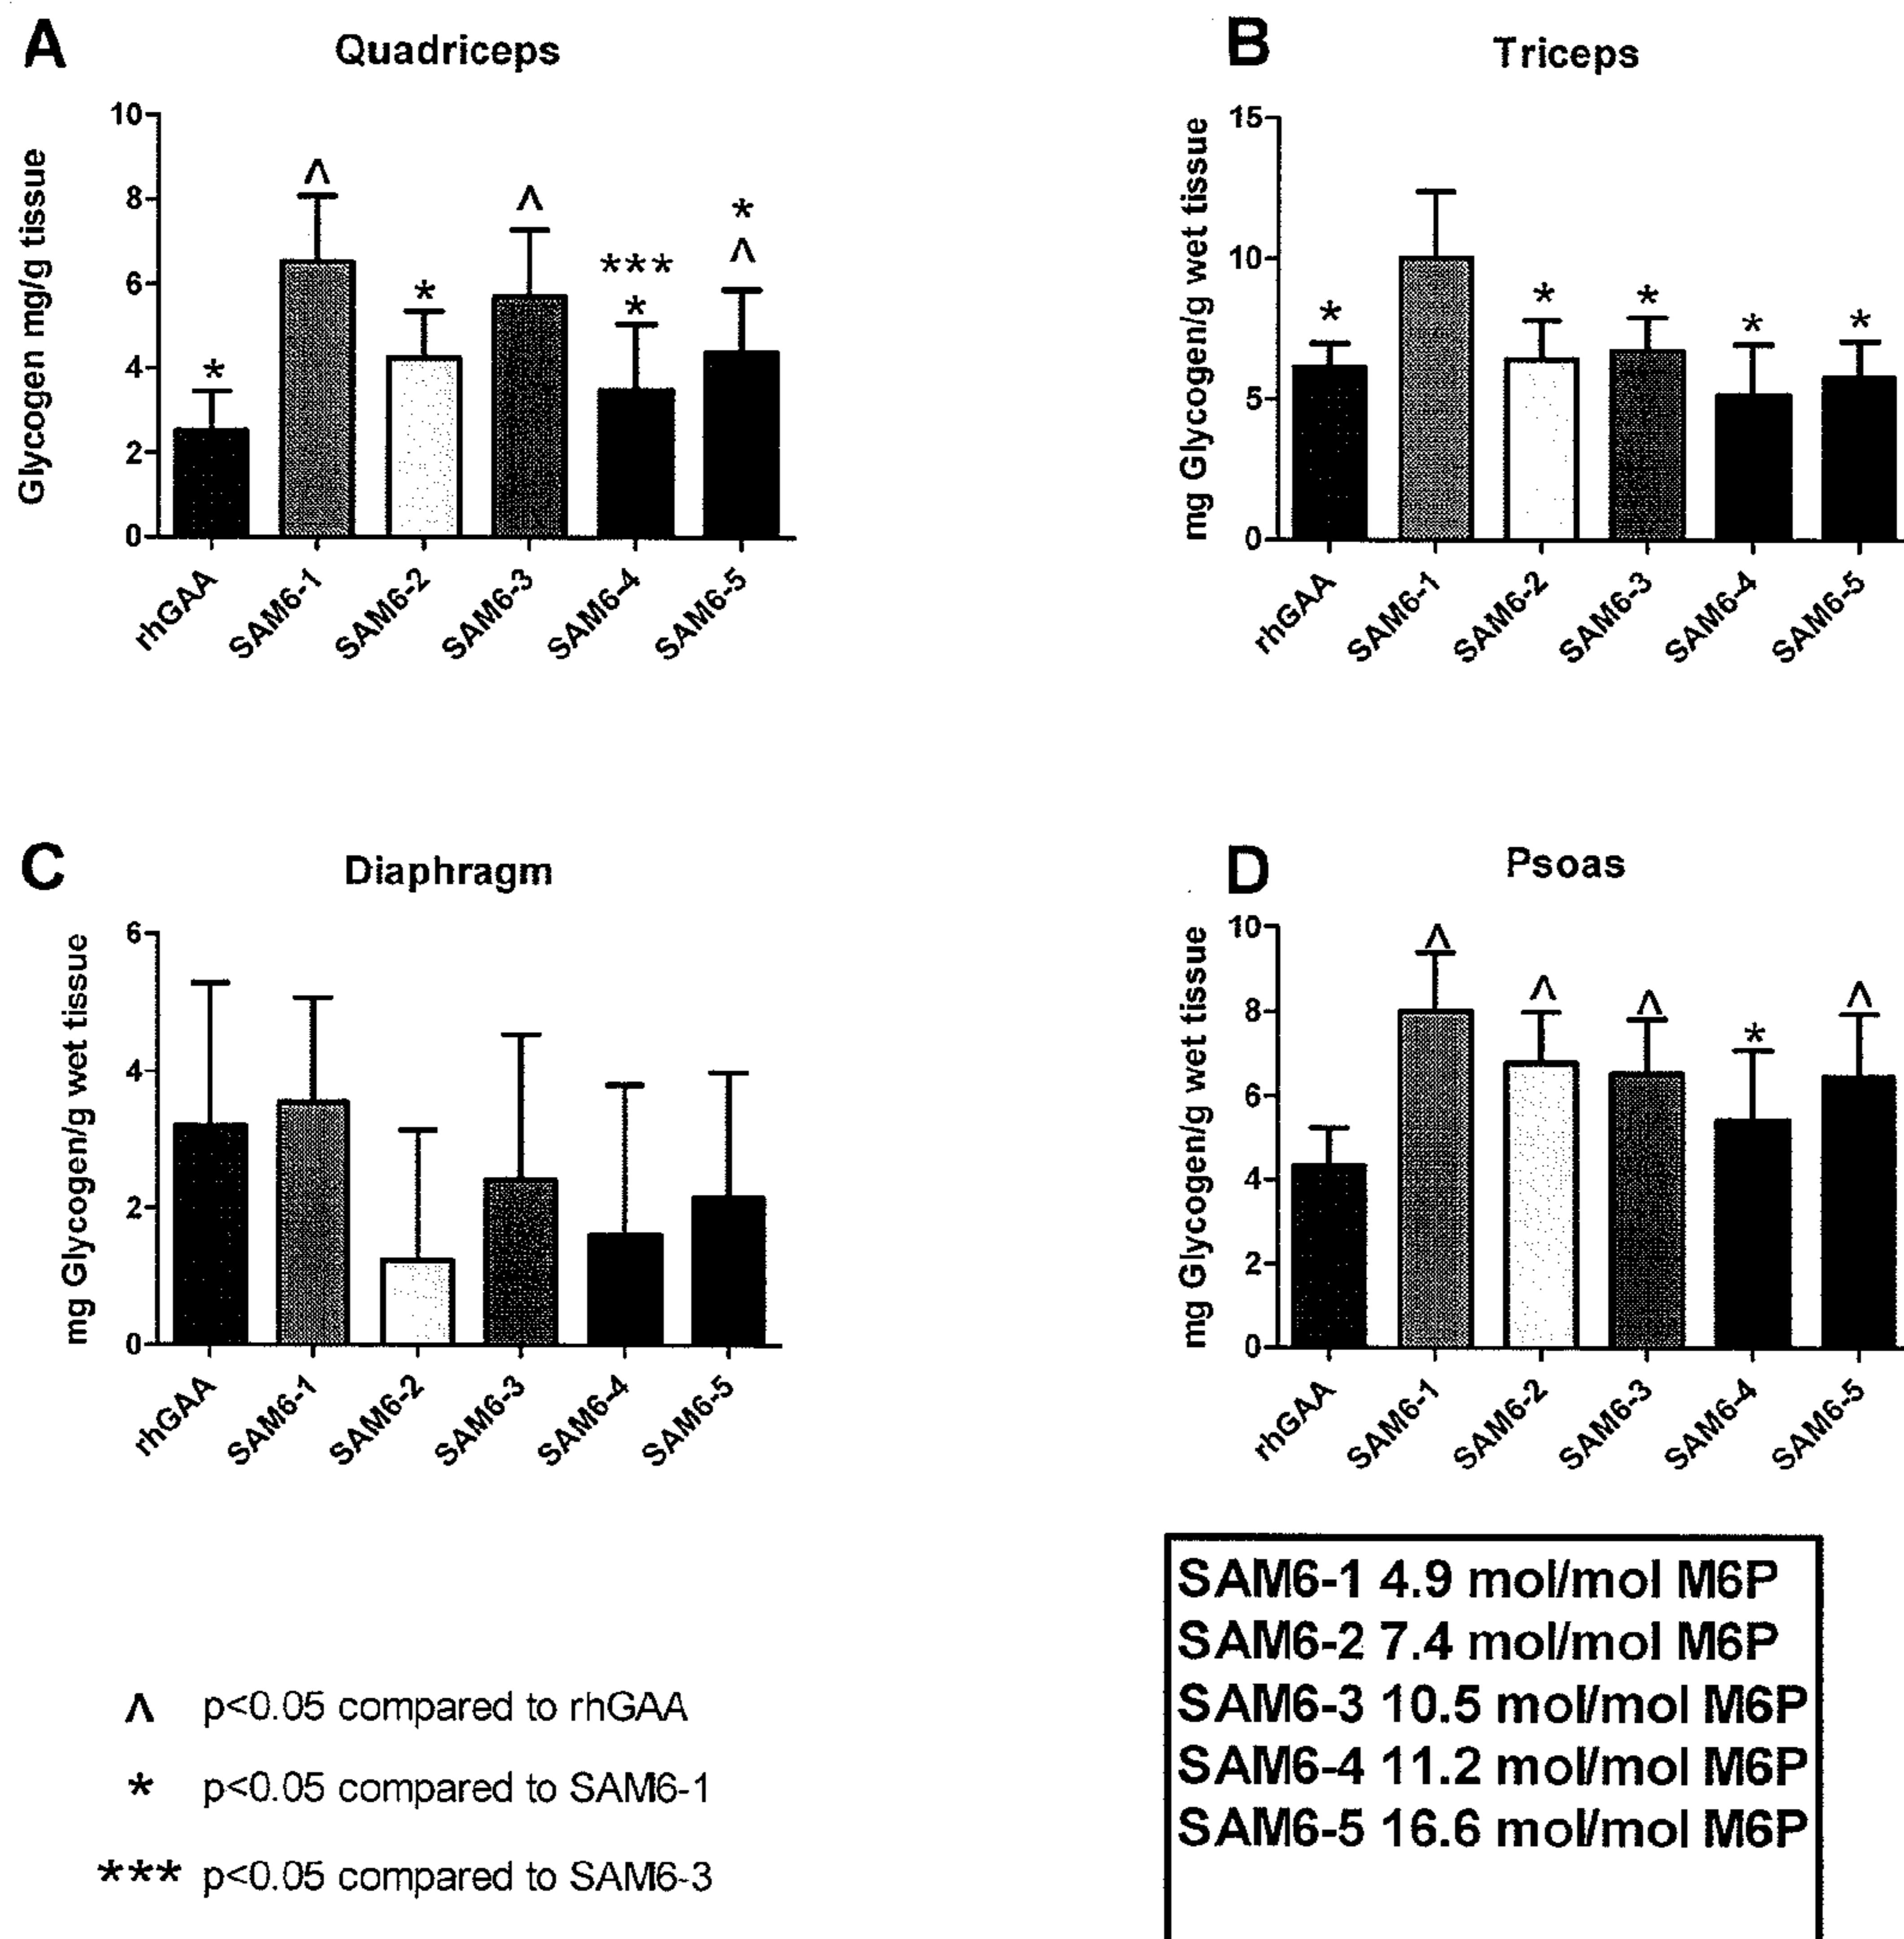 A
Quadriceps
Glycogen mg/g tissue
10
8
6
4
2
0
^
^
*
*
^
***
*
*
rhGAA
SAM6-1
SAM6-2
SAM6-3
SAM6-4
SAM6-5
B
Triceps
mg Glycogen/g wet tissue
15
10
5
0
*
*
*
*
*
rhGAA
SAM6-1
SAM6-2
SAM6-3
SAM6-4
SAM6-5
C
Diaphragm
mg Glycogen/g wet tissue
6
4
2
0
rhGAA
SAM6-1
SAM6-2
SAM6-3
SAM6-4
SAM6-5
D
Psoas
mg Glycogen/g wet tissue
10
8
6
4
2
0
^
^
^
*
^
rhGAA
SAM6-1
SAM6-2
SAM6-3
SAM6-4
SAM6-5
^ p<0.05 compared to rhGAA
* p<0.05 compared to SAM6-1
*** p<0.05 compared to SAM6-3
SAM6-1 4.9 mol/mol M6P
SAM6-2 7.4 mol/mol M6P
SAM6-3 10.5 mol/mol M6P
SAM6-4 11.2 mol/mol M6P
SAM6-5 16.6 mol/mol M6P